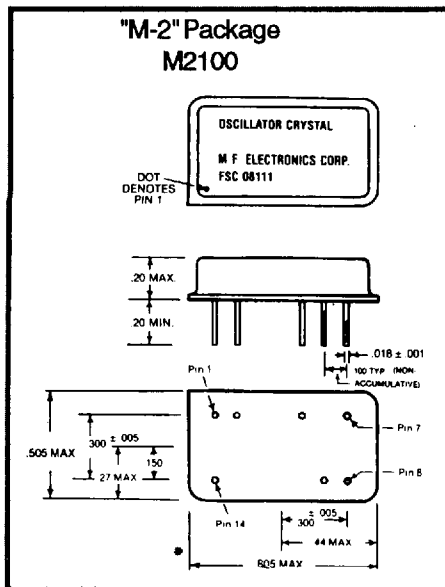 "M-2" Package
M2100
OSCILLATOR CRYSTAL
M F ELECTRONICS CORP.
FSC 08111
DOT
DENOTES
PIN 1
.20 MAX.
.20 MIN.
.018 ± .001
100 TYP (NON-
ACCUMULATIVE)
Pin 1
Pin 7
.505 MAX
300 ± .005
150
27 MAX
Pin 8
Pin 14
± .005
300
44 MAX
805 MAX